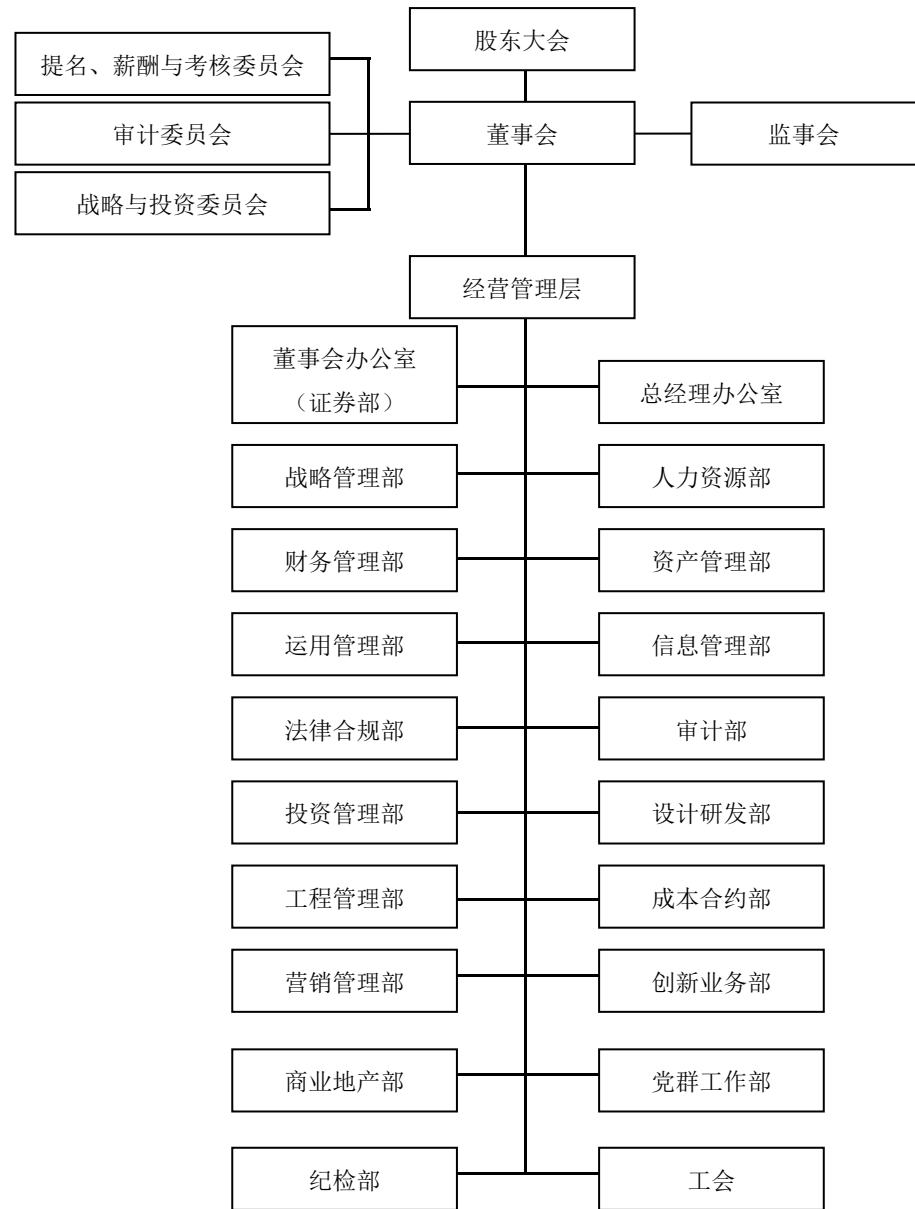 股东大会
提名、薪酬与考核委员会
审计委员会
董事会
监事会
战略与投资委员会
经营管理层
董事会办公室
（证券部）
总经理办公室
战略管理部
人力资源部
财务管理部
资产管理部
运用管理部
信息管理部
法律合规部
审计部
投资管理部
设计研发部
工程管理部
成本合约部
营销管理部
创新业务部
商业地产部
党群工作部
纪检部
工会